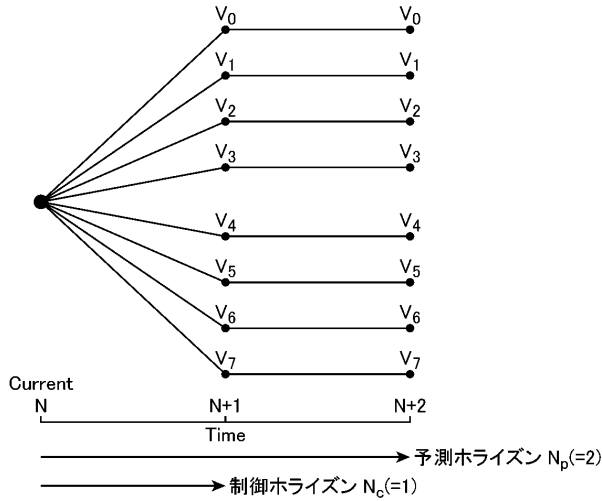 V₀ V₀
V₁ V₁
V₂ V₂
V₃ V₃
V₄ V₄
V₅ V₅
V₆ V₆
V₇ V₇
Current
N N+1 N+2
Time
予測ホライズン Nₚ(=2)
制御ホライズン N꜀(=1)